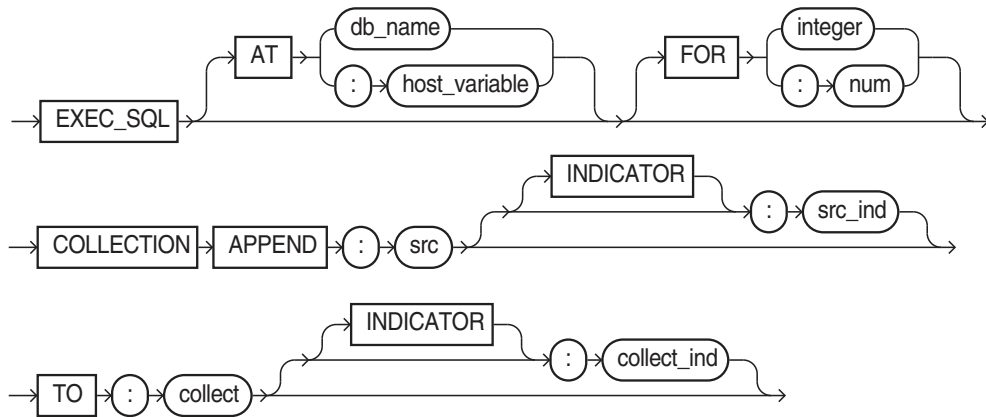 AT db_name FOR integer
: host_variable : num
EXEC_SQL
INDICATOR : src_ind
COLLECTION APPEND : src
INDICATOR : collect_ind
TO : collect